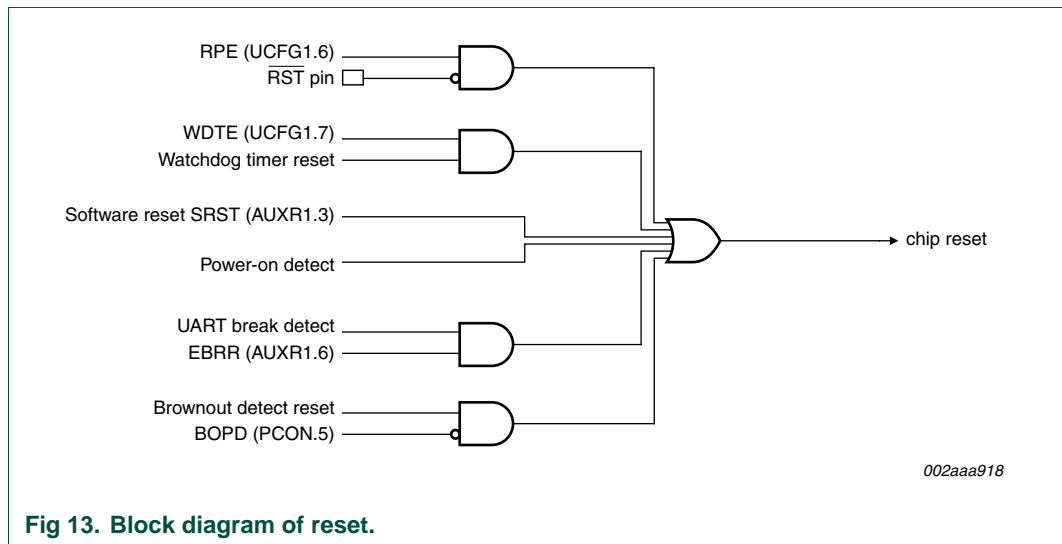 RPE (UCFG1.6)
RST pin
WDTE (UCFG1.7)
Watchdog timer reset
Software reset SRST (AUXR1.3)
Power-on detect
chip reset
UART break detect
EBRR (AUXR1.6)
Brownout detect reset
BOPD (PCON.5)
002aaa918
Fig 13. Block diagram of reset.